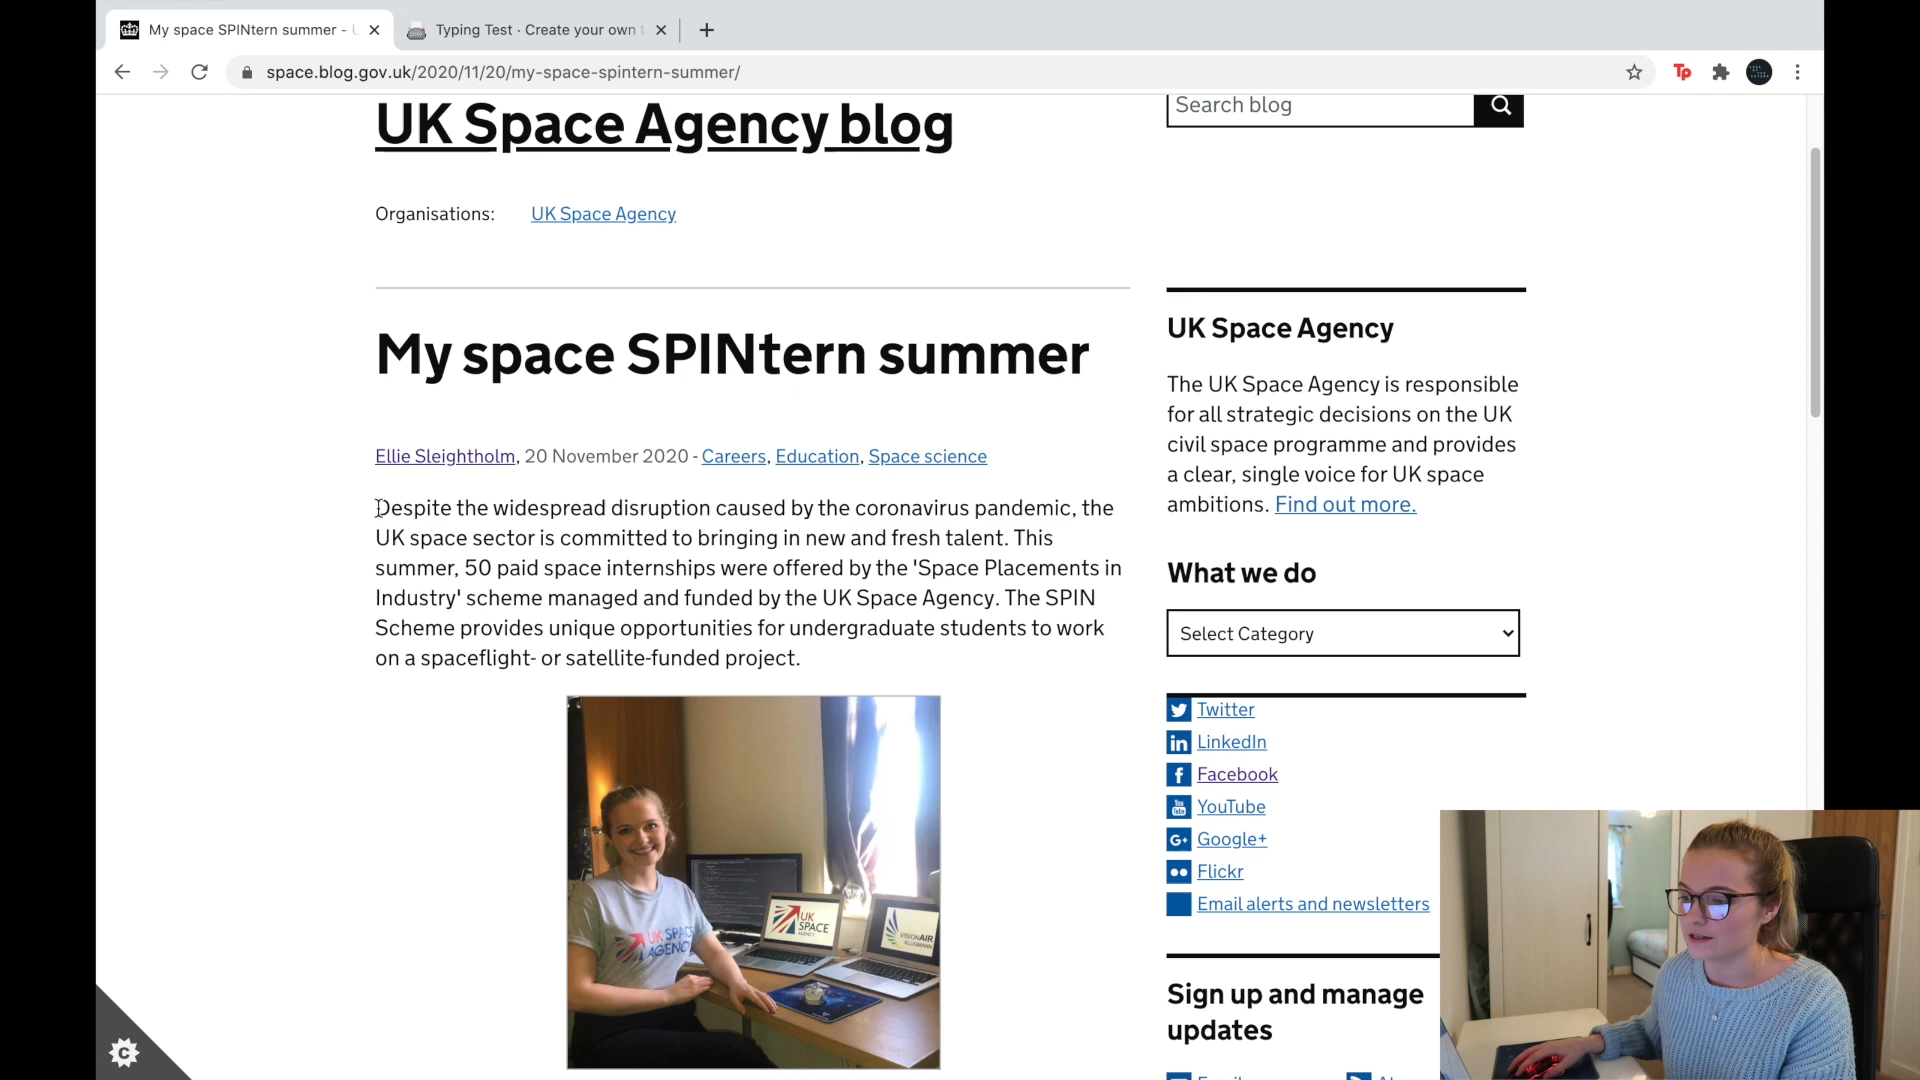 My space SPINtern summer -
Typing Test · Create your own
space.blog.gov.uk/2020/11/20/my-space-spintern-summer/
Tp
UK Space Agency blog
Search blog
Organisations: UK Space Agency
My space SPINtern summer
Ellie Sleightholm, 20 November 2020 - Careers, Education, Space science
Despite the widespread disruption caused by the coronavirus pandemic, the
UK space sector is committed to bringing in new and fresh talent. This
summer, 50 paid space internships were offered by the 'Space Placements in
Industry' scheme managed and funded by the UK Space Agency. The SPIN
Scheme provides unique opportunities for undergraduate students to work
on a spaceflight- or satellite-funded project.
UK SPACE
AGENCY
UK
SPACE
AGENCY
VISIONAIR
KLUGMANN
UK Space Agency
The UK Space Agency is responsible
for all strategic decisions on the UK
civil space programme and provides
a clear, single voice for UK space
ambitions. Find out more.
What we do
Select Category
Twitter
in LinkedIn
f Facebook
You Tube YouTube
G+ Google+
Flickr
Email alerts and newsletters
Sign up and manage
updates
C